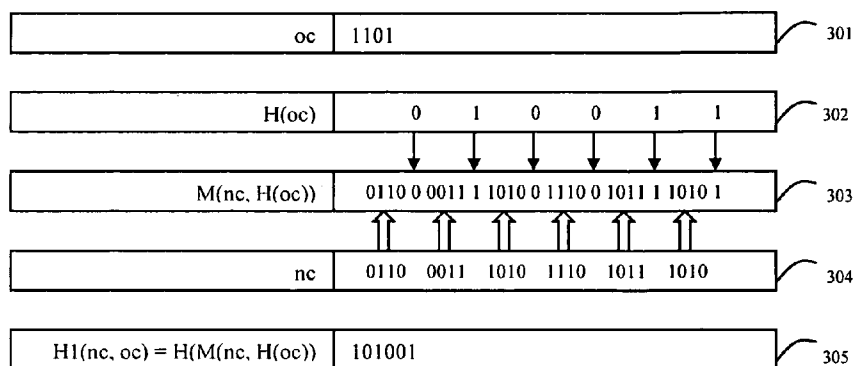 oc 1101 301
H(oc) 0 1 0 0 1 1 302
M(nc, H(oc)) 0110 0 0011 1 1010 0 1110 0 1011 1 1010 1 303
nc 0110 0011 1010 1110 1011 1010 304
H1(nc, oc) = H(M(nc, H(oc)) 101001 305